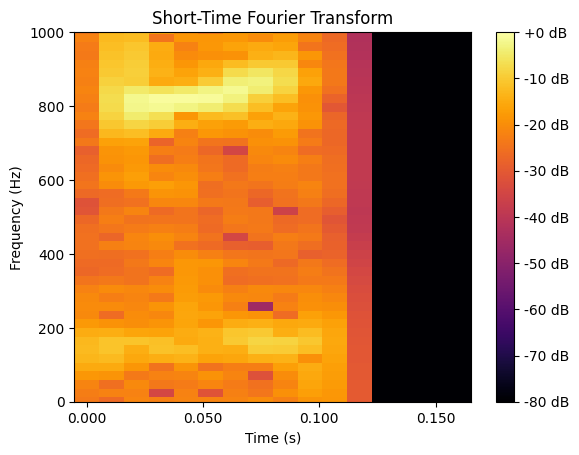 Short-Time Fourier Transform
Frequency (Hz)
1000
800
600
400
200
0
0.000
0.050
0.100
0.150
Time (s)
+0 dB
-10 dB
-20 dB
-30 dB
-40 dB
-50 dB
-60 dB
-70 dB
-80 dB